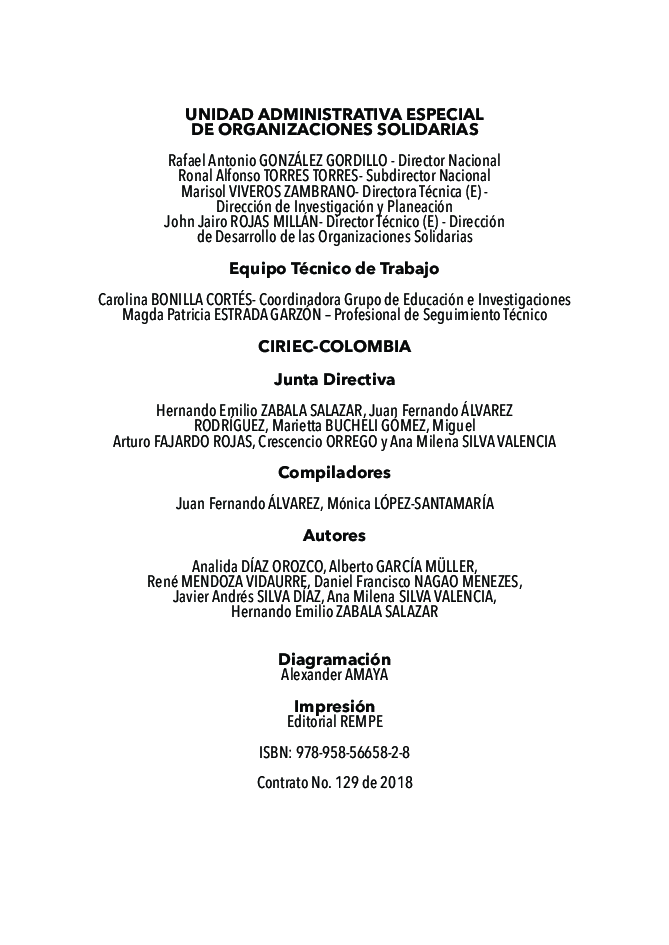 UNIDAD ADMINISTRATIVA ESPECIAL
DE ORGANIZACIONES SOLIDARIAS
Rafael Antonio GONZÁLEZ GORDILLO - Director Nacional
Ronal Alfonso TORRES TORRES- Subdirector Nacional
Marisol VIVEROS ZAMBRANO- Directora Técnica (E) -
Dirección de Investigación y Planeación
John Jairo ROJAS MILLÁN- Director Técnico (E) - Dirección
de Desarrollo de las Organizaciones Solidarias
Equipo Técnico de Trabajo
Carolina BONILLA CORTÉS- Coordinadora Grupo de Educación e Investigaciones
Magda Patricia ESTRADA GARZÓN – Profesional de Seguimiento Técnico
CIRIEC-COLOMBIA
Junta Directiva
Hernando Emilio ZABALA SALAZAR, Juan Fernando ÁLVAREZ
RODRÍGUEZ, Marietta BUCHELI GÓMEZ, Miguel
Arturo FAJARDO ROJAS, Crescencio ORREGO y Ana Milena SILVA VALENCIA
Compiladores
Juan Fernando ÁLVAREZ, Mónica LÓPEZ-SANTAMARÍA
Autores
Analida DÍAZ OROZCO, Alberto GARCÍA MÜLLER,
René MENDOZA VIDAURRE, Daniel Francisco NAGAO MENEZES,
Javier Andrés SILVA DÍAZ, Ana Milena SILVA VALENCIA,
Hernando Emilio ZABALA SALAZAR
Diagramación
Alexander AMAYA
Impresión
Editorial REMPE
ISBN: 978-958-56658-2-8
Contrato No. 129 de 2018